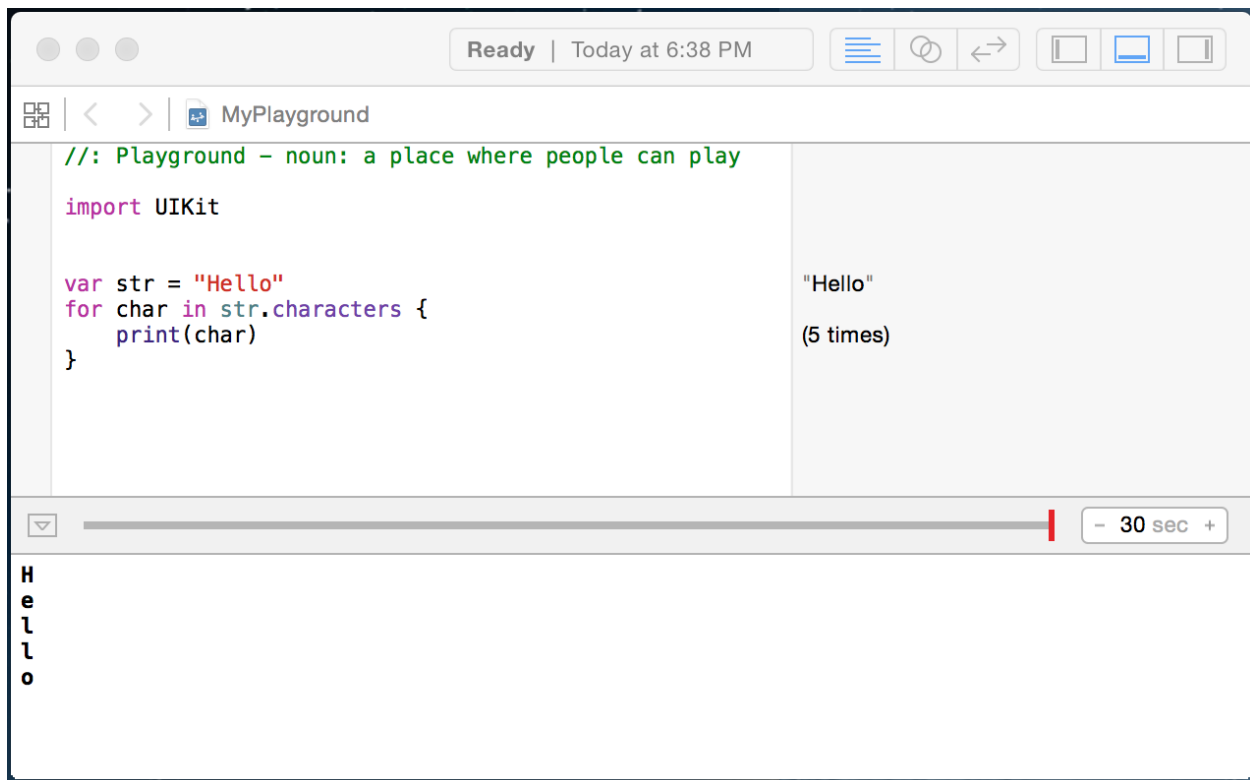 Ready | Today at 6:38 PM
MyPlayground
//: Playground – noun: a place where people can play
import UIKit
var str = "Hello"
"Hello"
for char in str.characters {
print(char)
(5 times)
}
– 30 sec +
H
e
l
l
o